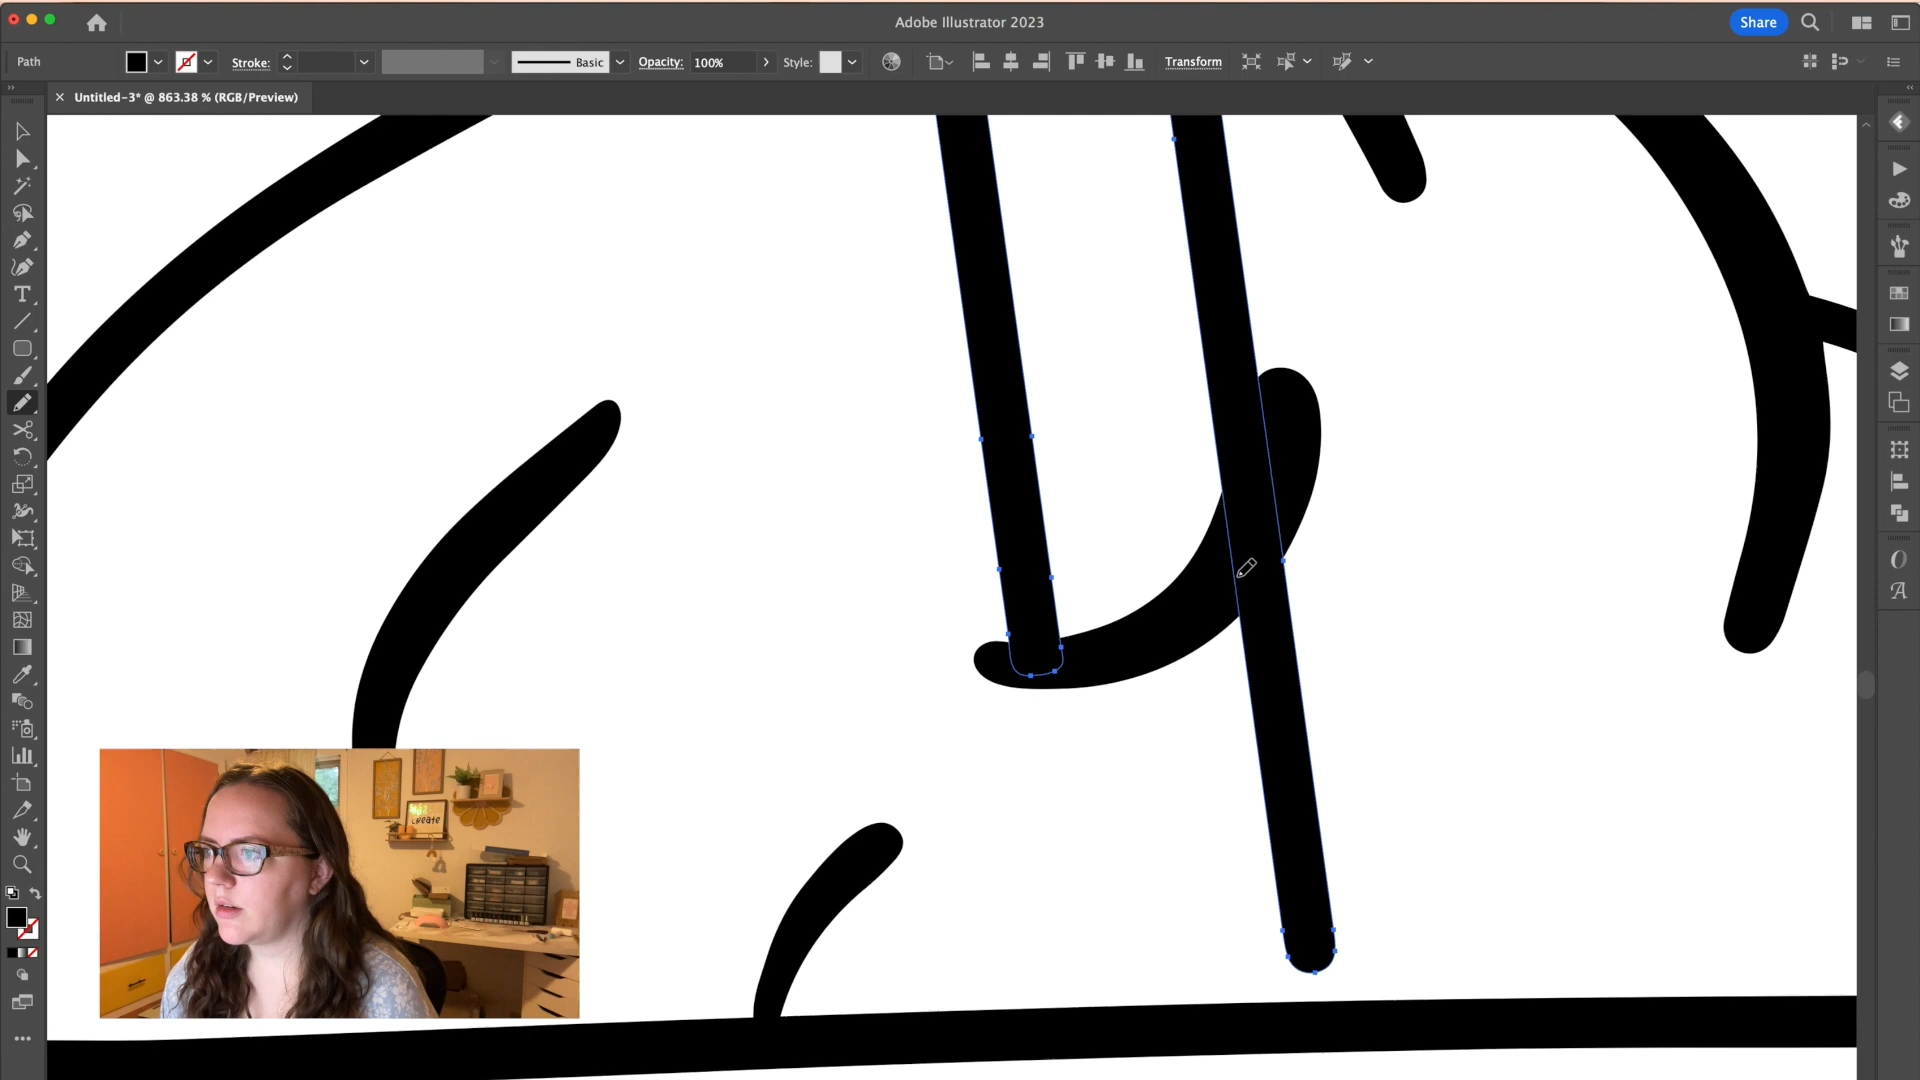 Adobe Illustrator 2023
Share
Path
Stroke:
Basic
Opacity:
100%
Style:
Transform
Untitled-3* @ 863.38 % (RGB/Preview)
create